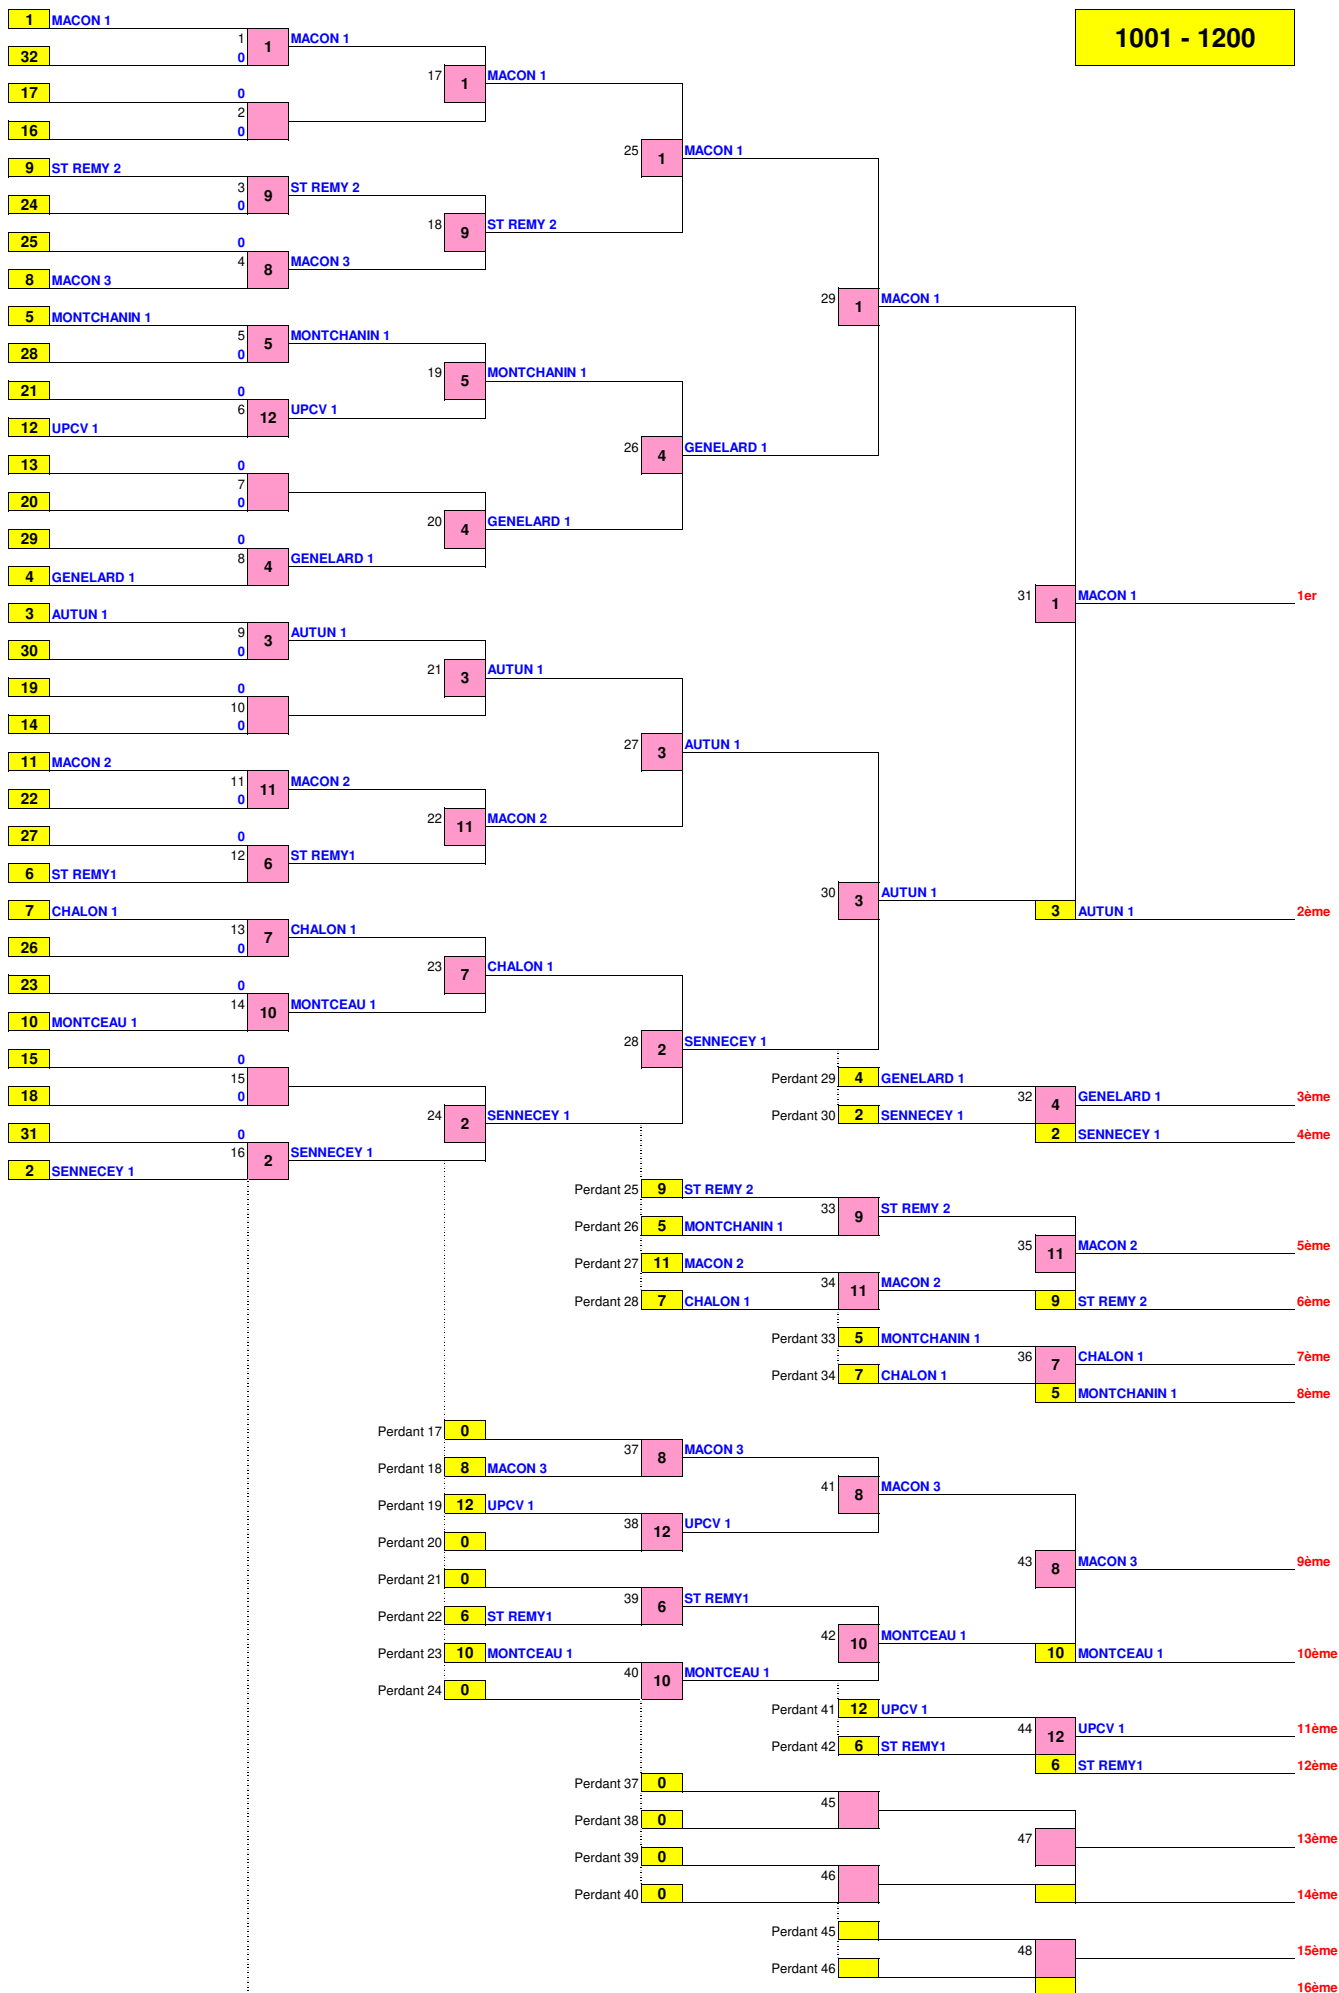 1 MACON 1
1001 - 1200
1 1 MACON 1
32 0
17 1 MACON 1
17 0
2
16 0
25 1 MACON 1
9 ST REMY 2
3 9 ST REMY 2
24 0
18 9 ST REMY 2
25 0
4 8 MACON 3
8 MACON 3
29 1 MACON 1
5 MONTCHANIN 1
5 5 MONTCHANIN 1
28 0
19 5 MONTCHANIN 1
21 0
6 12 UPCV 1
12 UPCV 1
26 4 GENELARD 1
13 0
7
20 0
20 4 GENELARD 1
29 0
8 4 GENELARD 1
4 GENELARD 1
31 1 MACON 1 1er
3 AUTUN 1
9 3 AUTUN 1
30 0
21 3 AUTUN 1
19 0
10
14 0
27 3 AUTUN 1
11 MACON 2
11 11 MACON 2
22 0
22 11 MACON 2
27 0
12 6 ST REMY1
6 ST REMY1
30 3 AUTUN 1
7 CHALON 1
3 AUTUN 1 2ème
13 7 CHALON 1
26 0
23 7 CHALON 1
23 0
14 10 MONTCEAU 1
10 MONTCEAU 1
28 2 SENNECEY 1
15 0
15
Perdant 29 4 GENELARD 1
18 0
32 4 GENELARD 1 3ème
24 2 SENNECEY 1
Perdant 30 2 SENNECEY 1
31 0
2 SENNECEY 1 4ème
16 2 SENNECEY 1
2 SENNECEY 1
Perdant 25 9 ST REMY 2
33 9 ST REMY 2
Perdant 26 5 MONTCHANIN 1
35 11 MACON 2 5ème
Perdant 27 11 MACON 2
34 11 MACON 2
Perdant 28 7 CHALON 1
9 ST REMY 2 6ème
Perdant 33 5 MONTCHANIN 1
36 7 CHALON 1 7ème
Perdant 34 7 CHALON 1
5 MONTCHANIN 1 8ème
Perdant 17 0
37 8 MACON 3
Perdant 18 8 MACON 3
41 8 MACON 3
Perdant 19 12 UPCV 1
38 12 UPCV 1
Perdant 20 0
43 8 MACON 3 9ème
Perdant 21 0
39 6 ST REMY1
Perdant 22 6 ST REMY1
42 10 MONTCEAU 1
Perdant 23 10 MONTCEAU 1
10 MONTCEAU 1 10ème
40 10 MONTCEAU 1
Perdant 24 0
Perdant 41 12 UPCV 1
44 12 UPCV 1 11ème
Perdant 42 6 ST REMY1
6 ST REMY1 12ème
Perdant 37 0
45
Perdant 38 0
47 13ème
Perdant 39 0
46
Perdant 40 0
14ème
Perdant 45
48 15ème
Perdant 46
16ème